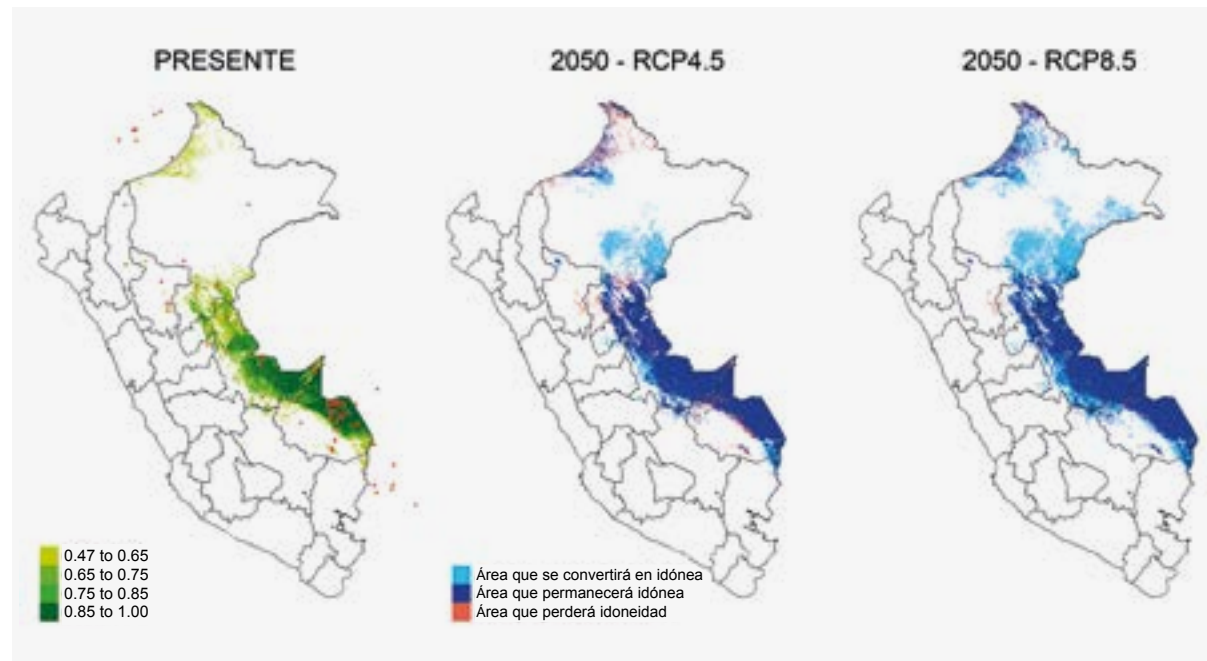 PRESENTE
2050 - RCP4.5
2050 - RCP8.5
0.47 to 0.65
0.65 to 0.75
0.75 to 0.85
0.85 to 1.00
Área que se convertirá en idónea
Área que permanecerá idónea
Área que perderá idoneidad